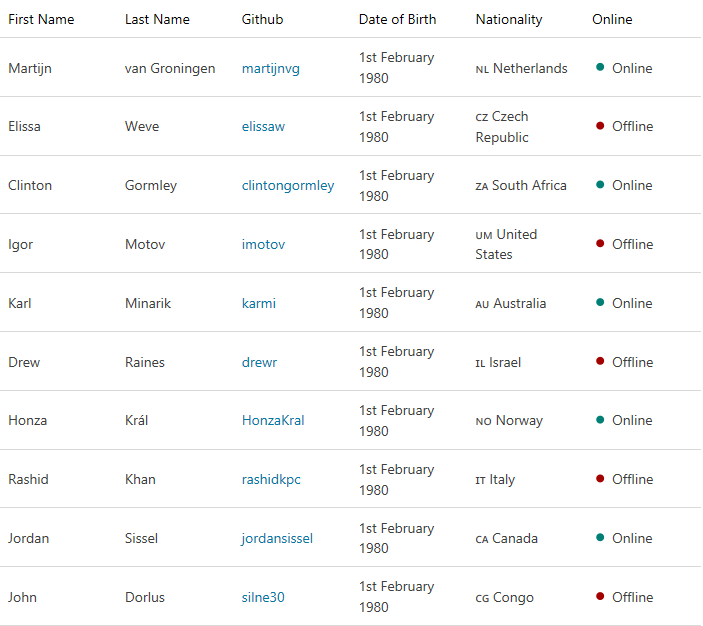 First Name Last Name Github Date of Birth Nationality Online
Martijn van Groningen martijnvg 1st February 1980 NL Netherlands Online
Elissa Weve elissaw 1st February 1980 CZ Czech Republic Offline
Clinton Gormley clintongormley 1st February 1980 ZA South Africa Online
Igor Motov imotov 1st February 1980 UM United States Offline
Karl Minarik karmi 1st February 1980 AU Australia Online
Drew Raines drewr 1st February 1980 IL Israel Offline
Honza Král HonzaKral 1st February 1980 NO Norway Online
Rashid Khan rashidkpc 1st February 1980 IT Italy Offline
Jordan Sissel jordansissel 1st February 1980 CA Canada Online
John Dorlus silne30 1st February 1980 CG Congo Offline